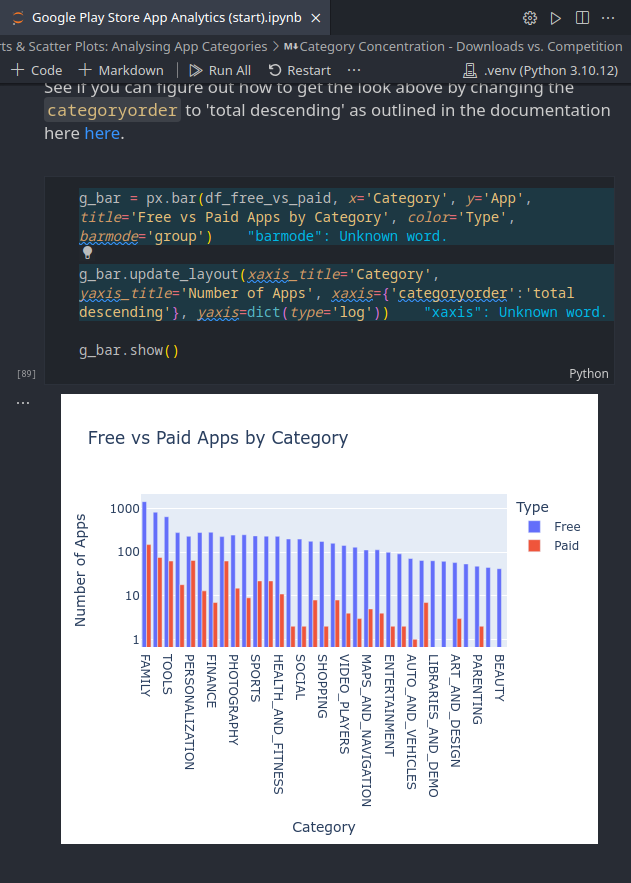 Google Play Store App Analytics (start).ipynb
ts & Scatter Plots: Analysing App Categories > M↓Category Concentration - Downloads vs. Competition
+ Code + Markdown Run All Restart ... .venv (Python 3.10.12)
See if you can figure out how to get the look above by changing the
categoryorder to 'total descending' as outlined in the documentation
here here.
g_bar = px.bar(df_free_vs_paid, x='Category', y='App',
title='Free vs Paid Apps by Category', color='Type',
barmode='group') "barmode": Unknown word.
g_bar.update_layout(xaxis_title='Category',
yaxis_title='Number of Apps', xaxis={'categoryorder':'total
descending'}, yaxis=dict(type='log')) "xaxis": Unknown word.
g_bar.show()
[89]
Python
...
Free vs Paid Apps by Category
Number of Apps
1000
100
10
1
Type
Free
Paid
FAMILY
TOOLS
PERSONALIZATION
FINANCE
PHOTOGRAPHY
SPORTS
HEALTH_AND_FITNESS
SOCIAL
SHOPPING
VIDEO_PLAYERS
MAPS_AND_NAVIGATION
ENTERTAINMENT
AUTO_AND_VEHICLES
LIBRARIES_AND_DEMO
ART_AND_DESIGN
PARENTING
BEAUTY
Category